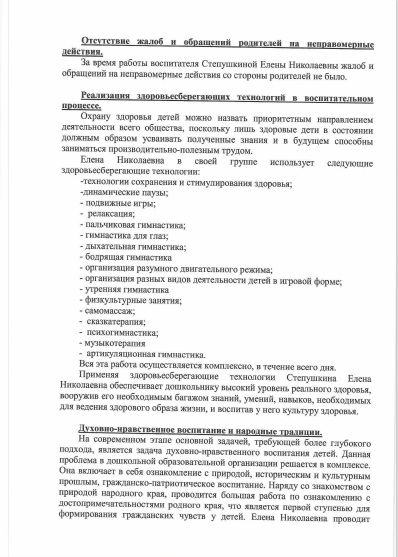 Отсутствие жалоб и обращений родителей на неправомерные
действия.
За время работы воспитателя Степушкиной Елены Николаевны жалоб и
обращений на неправомерные действия со стороны родителей не было.
Реализация здоровьесберегающих технологий в воспитательном
процессе.
Охрану здоровья детей можно назвать приоритетным направлением
деятельности всего общества, поскольку лишь здоровые дети в состоянии
должным образом усваивать полученные знания и в будущем способны
заниматься производительно-полезным трудом.
Елена Николаевна в своей группе использует следующие
здоровьесберегающие технологии:
-технологии сохранения и стимулирования здоровья;
-динамические паузы;
- подвижные игры;
- релаксация;
- пальчиковая гимнастика;
- гимнастика для глаз;
- дыхательная гимнастика;
- бодрящая гимнастика
- организация разумного двигательного режима;
- организация разных видов деятельности детей в игровой форме;
- утренняя гимнастика
- физкультурные занятия;
- самомассаж;
- сказкатерапия;
- психогимнастика;
- музыкотерапия
- артикуляционная гимнастика.
Вся эта работа осуществляется комплексно, в течение всего дня.
Применяя здоровьесберегающие технологии Степушкина Елена
Николаевна обеспечивает дошкольнику высокий уровень реального здоровья,
вооружив его необходимым багажом знаний, умений, навыков, необходимых
для ведения здорового образа жизни, и воспитав у него культуру здоровья.
Духовно-нравственное воспитание и народные традиции.
На современном этапе основной задачей, требующей более глубокого
подхода, является задача духовно-нравственного воспитания детей. Данная
проблема в дошкольной образовательной организации решается в комплексе.
Она включает в себя ознакомление с природой, историческим и культурным
прошлым, гражданско-патриотическое воспитание. Наряду со знакомством с
природой народного края, проводится большая работа по ознакомлению с
достопримечательностями родного края, что является первой ступенью для
формирования гражданских чувств у детей. Елена Николаевна проводит